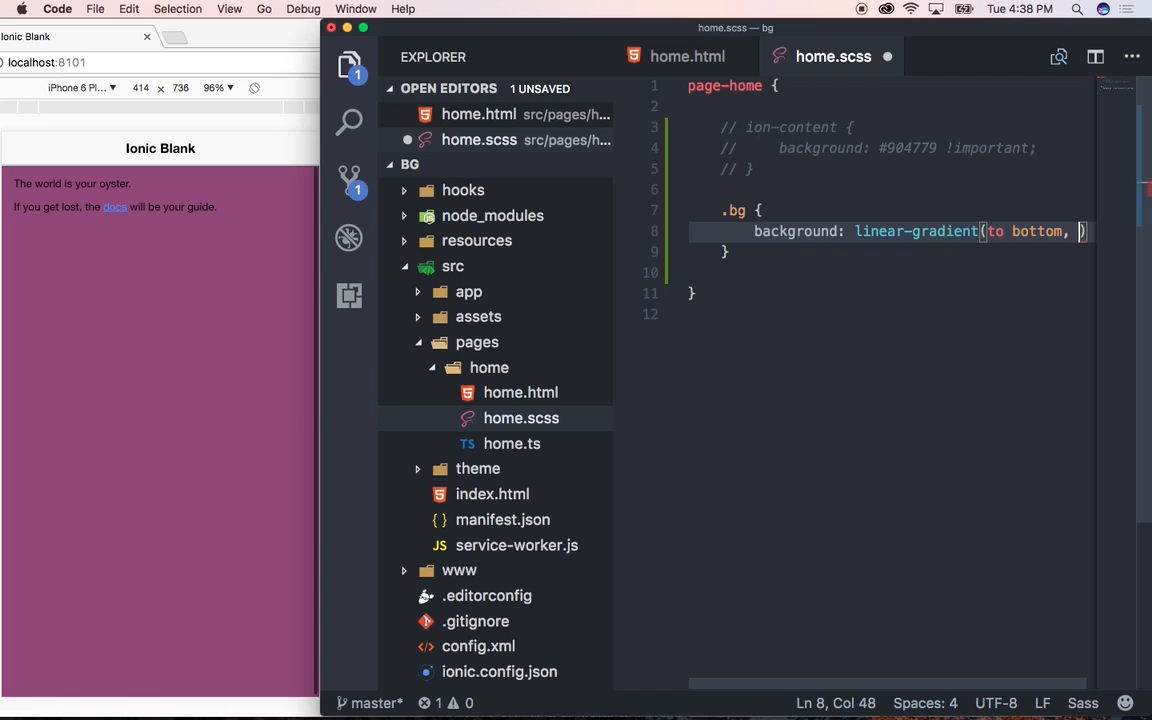 Code File Edit Selection View Go Debug Window Help Tue 4:38 PM
Ionic Blank
localhost:8101
iPhone 6 Pl... ▼ 414 × 736 96% ▼
Ionic Blank
The world is your oyster.
If you get lost, the docs will be your guide.
home.scss — bg
1
1
EXPLORER
OPEN EDITORS 1 UNSAVED
home.html src/pages/h...
home.scss src/pages/h...
BG
hooks
node_modules
resources
src
app
assets
pages
home
home.html
home.scss
TS home.ts
theme
index.html
{ } manifest.json
JS service-worker.js
www
.editorconfig
.gitignore
config.xml
ionic.config.json
home.html home.scss
1 page-home {
2
3 // ion-content {
4 //     background: #904779 !important;
5 // }
6
7 .bg {
8 background: linear-gradient(to bottom, )
9 }
10
11 }
12
master* 1 0 Ln 8, Col 48 Spaces: 4 UTF-8 LF Sass